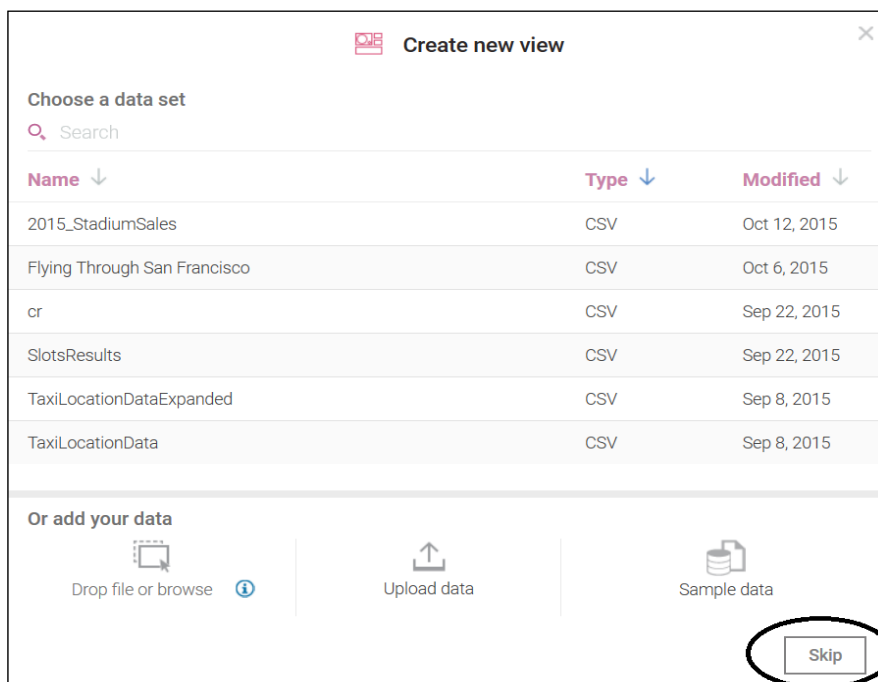 Create new view
Choose a data set
Search
Name Type Modified
2015_StadiumSales CSV Oct 12, 2015
Flying Through San Francisco CSV Oct 6, 2015
cr CSV Sep 22, 2015
SlotsResults CSV Sep 22, 2015
TaxiLocationDataExpanded CSV Sep 8, 2015
TaxiLocationData CSV Sep 8, 2015
Or add your data
Drop file or browse Upload data Sample data
Skip